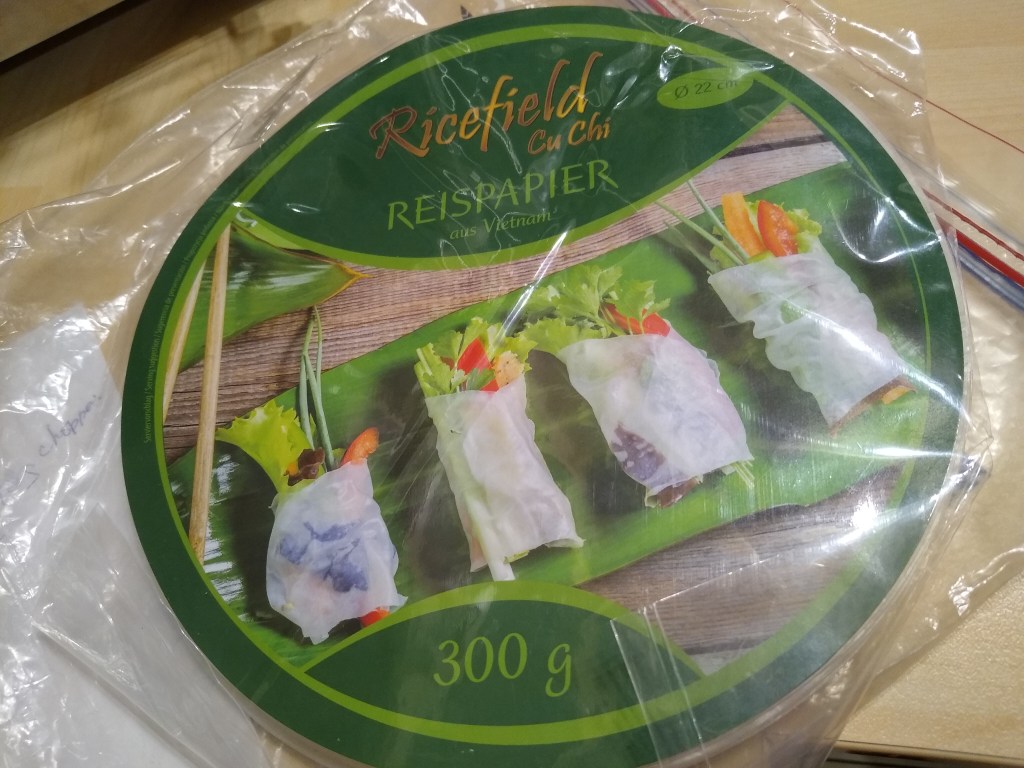 Ricefield
Cu Chi
Ø 22 cm
REISPAPIER
aus Vietnam
300 g